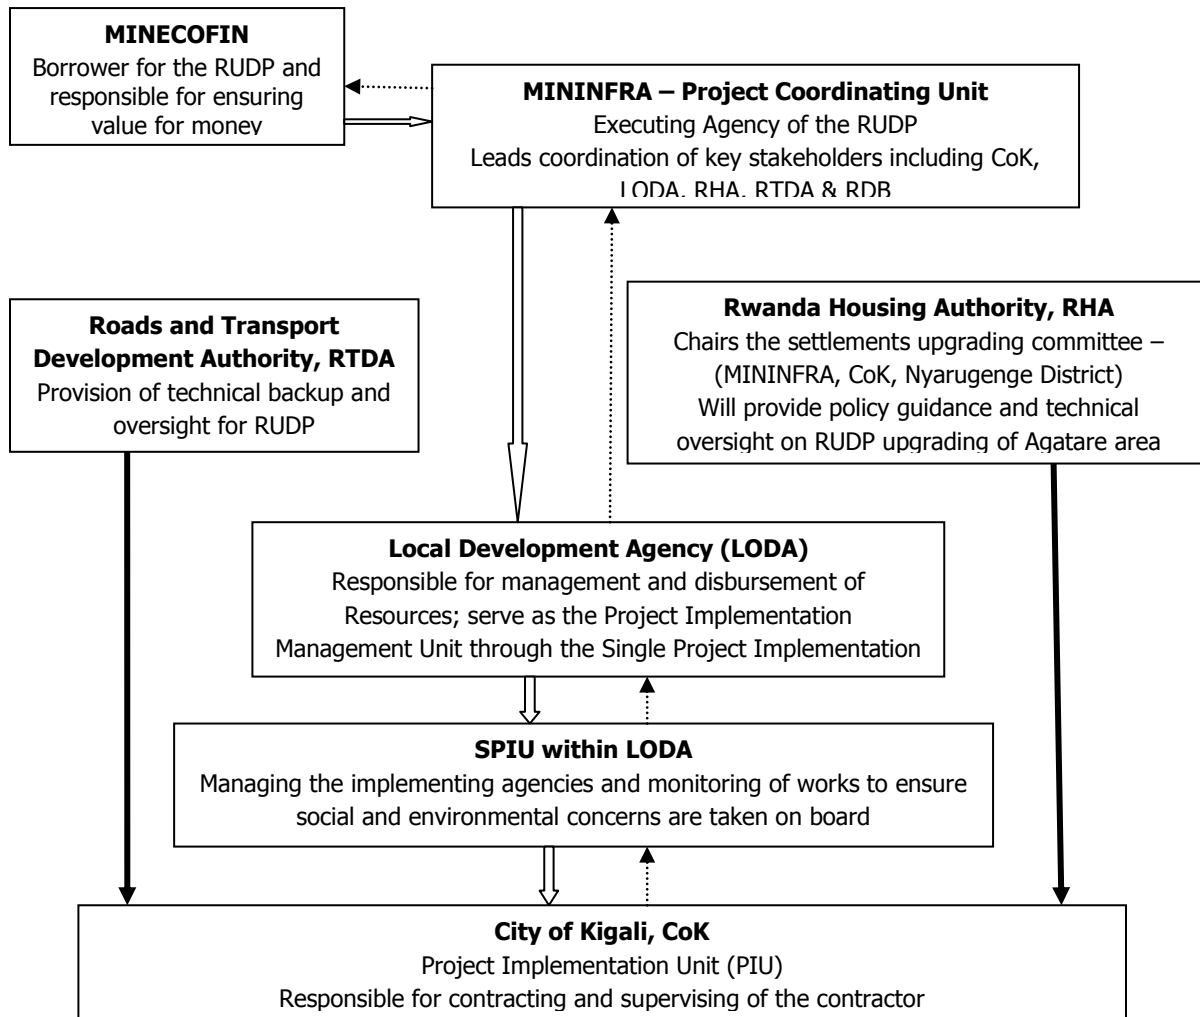 MINECOFIN
Borrower for the RUDP and
responsible for ensuring
value for money
MININFRA – Project Coordinating Unit
Executing Agency of the RUDP
Leads coordination of key stakeholders including CoK,
LODA, RHA, RTDA & RDB
Roads and Transport
Development Authority, RTDA
Provision of technical backup and
oversight for RUDP
Rwanda Housing Authority, RHA
Chairs the settlements upgrading committee –
(MININFRA, CoK, Nyarugenge District)
Will provide policy guidance and technical
oversight on RUDP upgrading of Agatare area
Local Development Agency (LODA)
Responsible for management and disbursement of
Resources; serve as the Project Implementation
Management Unit through the Single Project Implementation
SPIU within LODA
Managing the implementing agencies and monitoring of works to ensure
social and environmental concerns are taken on board
City of Kigali, CoK
Project Implementation Unit (PIU)
Responsible for contracting and supervising of the contractor